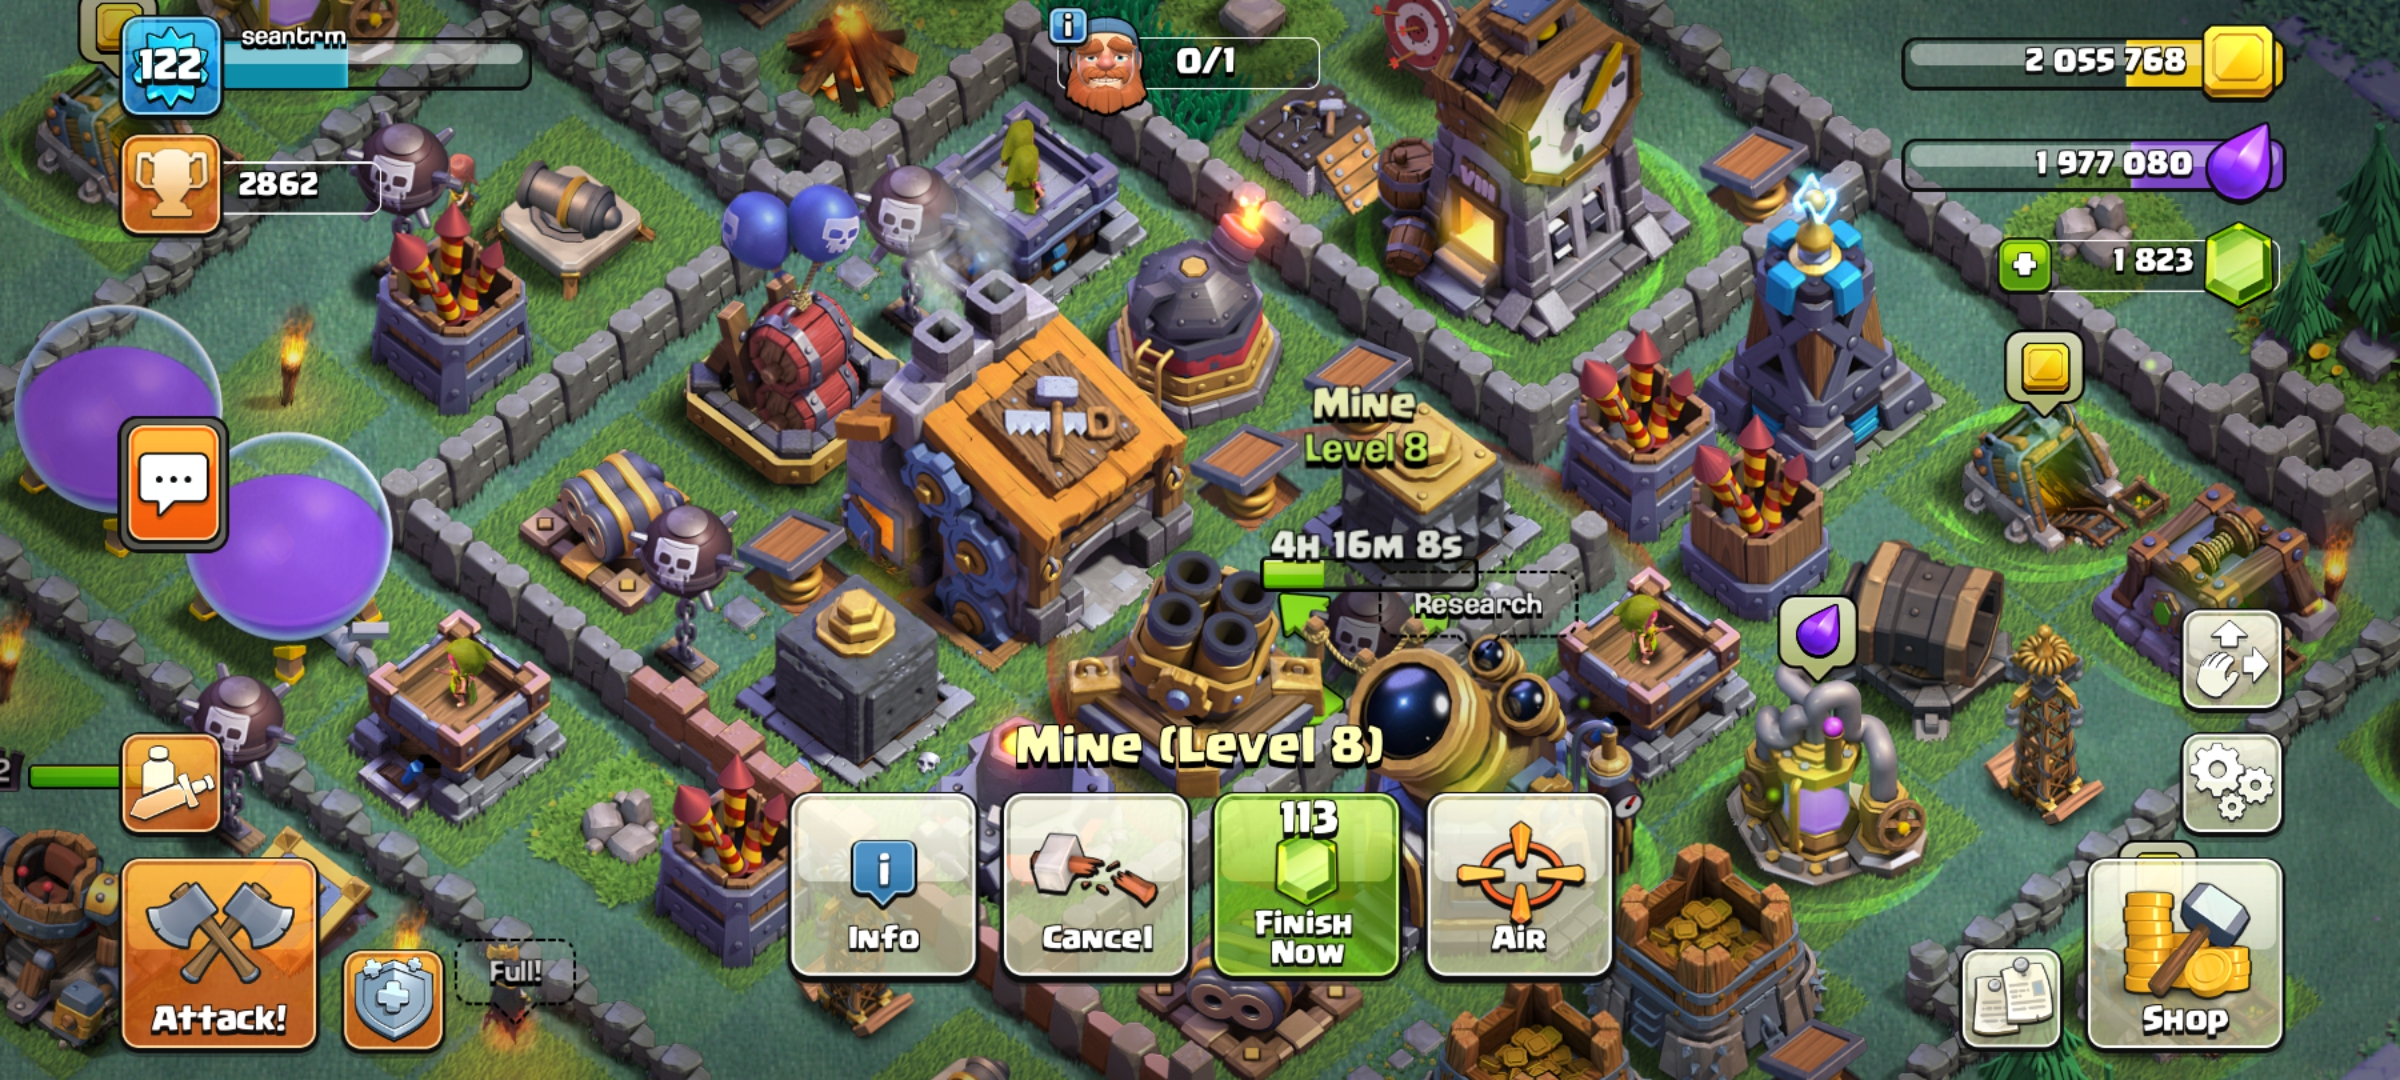 122
seantrm
2862
i
0/1
2 055 768
1 977 080
1 823
VIII
Mine
Level 8
4H 16M 8S
Research
Mine (Level 8)
Info
Cancel
113
Finish
Now
Air
Attack!
Full!
Shop